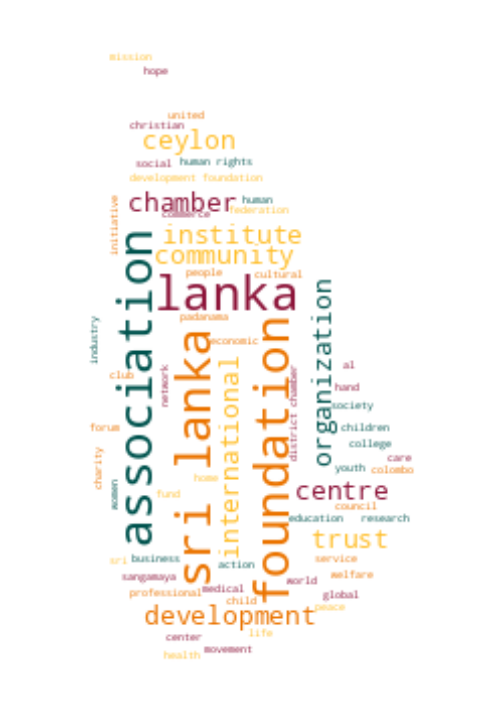 mission
hope
united
christian
ceylon
social
human rights
development foundation
chamber
human
commerce
federation
initiative
institute
community
association
people
cultural
lanka
organization
padanama
foundation
industry
sri lanka
economic
international
network
district chamber
al
club
hand
society
forum
children
college
charity
care
youth
colombo
women
home
centre
fund
council
education
research
trust
sri
business
action
service
sangamaya
world
welfare
professional
medical
global
child
peace
development
life
center
movement
health